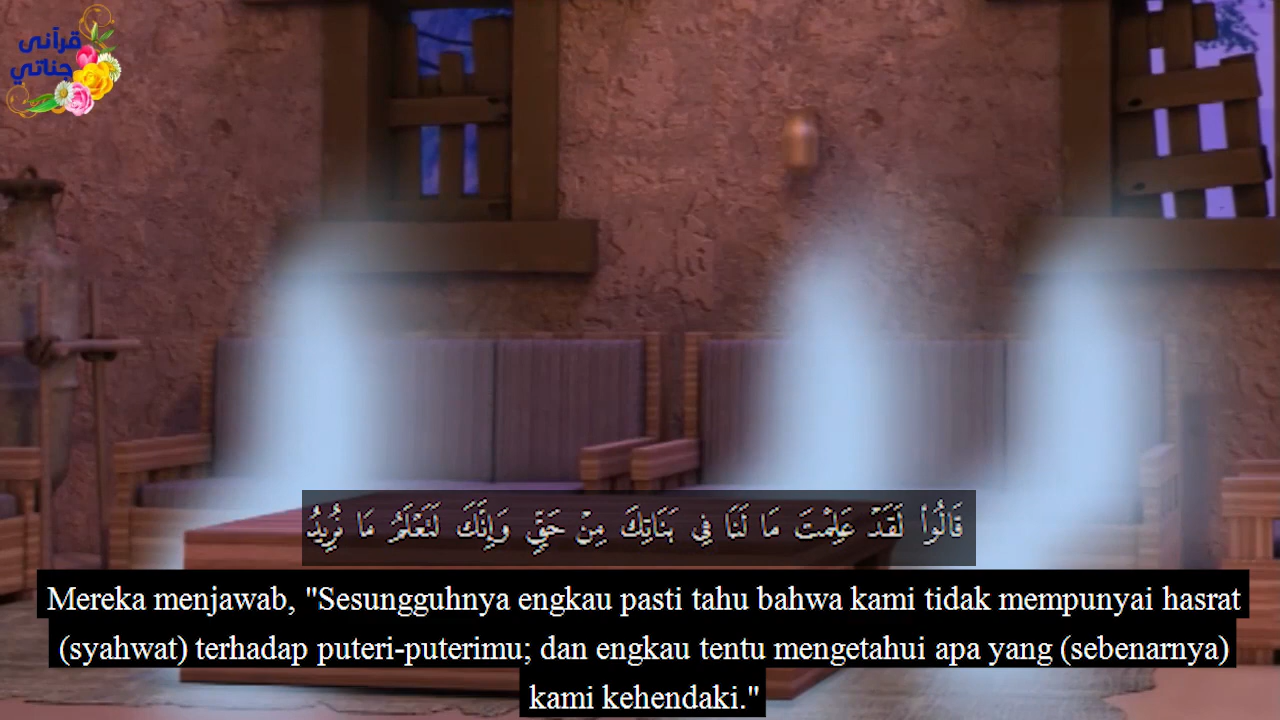 قرآنی
جناتي
قَالُوا۟ لَقَدْ عَلِمْتَ مَا لَنَا فِى بَنَاتِكَ مِنْ حَقٍّ وَإِنَّكَ لَتَعْلَمُ مَا نُرِيدُ
Mereka menjawab, "Sesungguhnya engkau pasti tahu bahwa kami tidak mempunyai hasrat
(syahwat) terhadap puteri-puterimu; dan engkau tentu mengetahui apa yang (sebenarnya)
kami kehendaki."